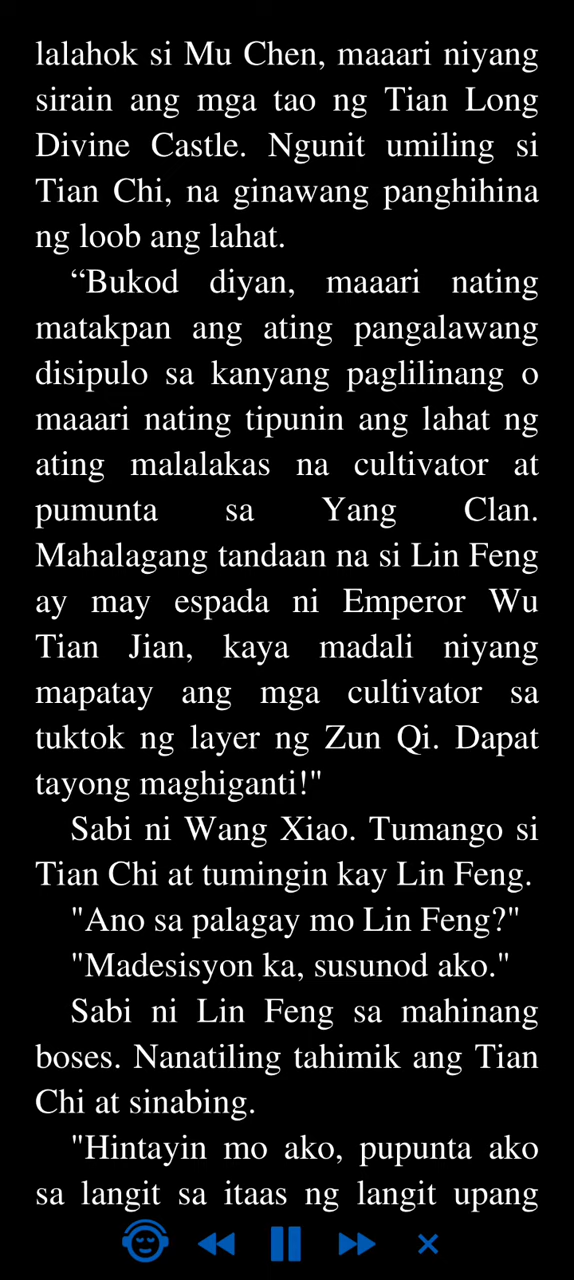 lalahok si Mu Chen, maaari niyang
sirain ang mga tao ng Tian Long
Divine Castle. Ngunit umiling si
Tian Chi, na ginawang panghihina
ng loob ang lahat.
“Bukod diyan, maaari nating
matakpan ang ating pangalawang
disipulo sa kanyang paglilinang o
maaari nating tipunin ang lahat ng
ating malalakas na cultivator at
pumunta sa Yang Clan.
Mahalagang tandaan na si Lin Feng
ay may espada ni Emperor Wu
Tian Jian, kaya madali niyang
mapatay ang mga cultivator sa
tuktok ng layer ng Zun Qi. Dapat
tayong maghiganti!"
Sabi ni Wang Xiao. Tumango si
Tian Chi at tumingin kay Lin Feng.
"Ano sa palagay mo Lin Feng?"
"Madesisyon ka, susunod ako."
Sabi ni Lin Feng sa mahinang
boses. Nanatiling tahimik ang Tian
Chi at sinabing.
"Hintayin mo ako, pupunta ako
sa langit sa itaas ng langit upang